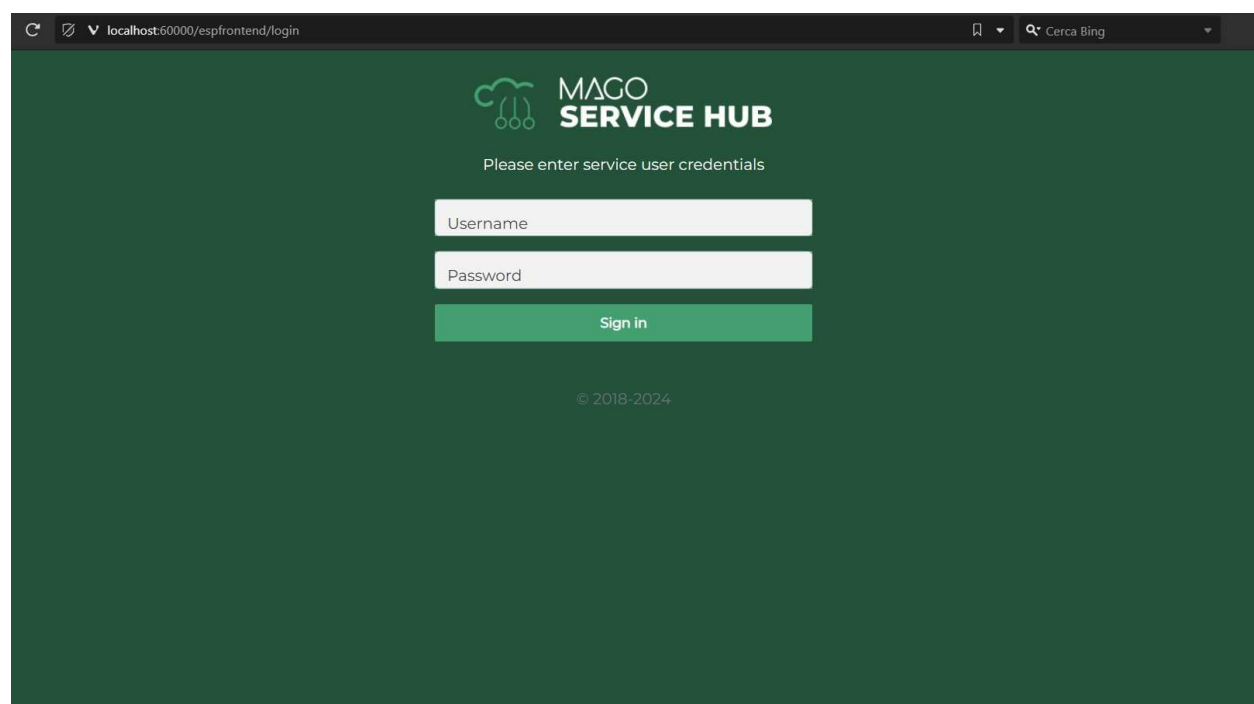 localhost:60000/espfrontend/login
Cerca Bing
MAGO
SERVICE HUB
Please enter service user credentials
Username
Password
Sign in
© 2018-2024